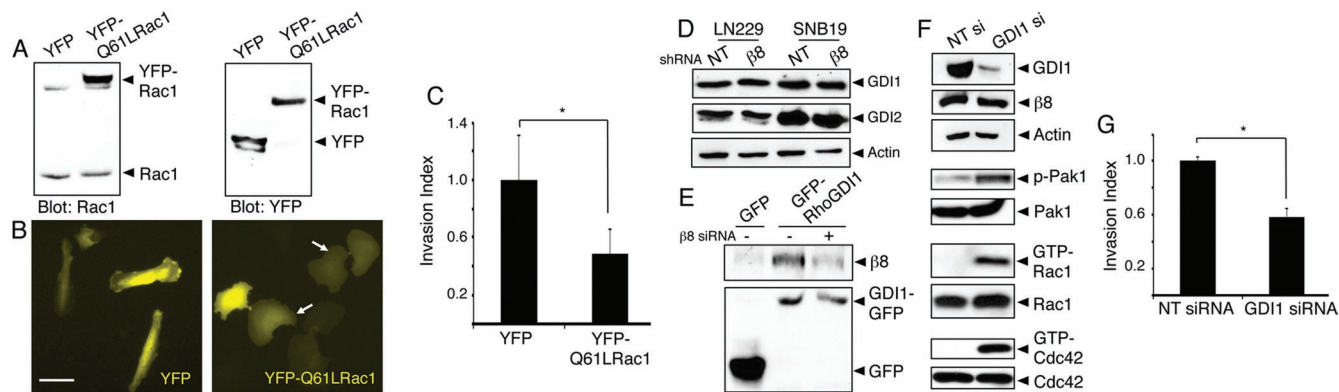 A
YFP
YFP-
Q61LRac1
YFP-
Rac1
Rac1
Blot: Rac1
YFP
YFP-
Q61LRac1
YFP-
Rac1
YFP
Blot: YFP
B
YFP
YFP-Q61LRac1
C
Invasion Index
1.4
1.0
0.6
0.2
*
YFP
YFP-
Q61LRac1
D
LN229 SNB19
shRNA NT β8 NT β8
GDI1
GDI2
Actin
E
GFP
GFP-
RhoGDI1
β8 siRNA - - +
β8
GDI1-
GFP
GFP
F
NT si
GDI1 si
GDI1
β8
Actin
p-Pak1
Pak1
GTP-
Rac1
Rac1
GTP-
Cdc42
Cdc42
G
Invasion Index
1.4
1.0
0.6
0.2
*
NT siRNA GDI1 siRNA